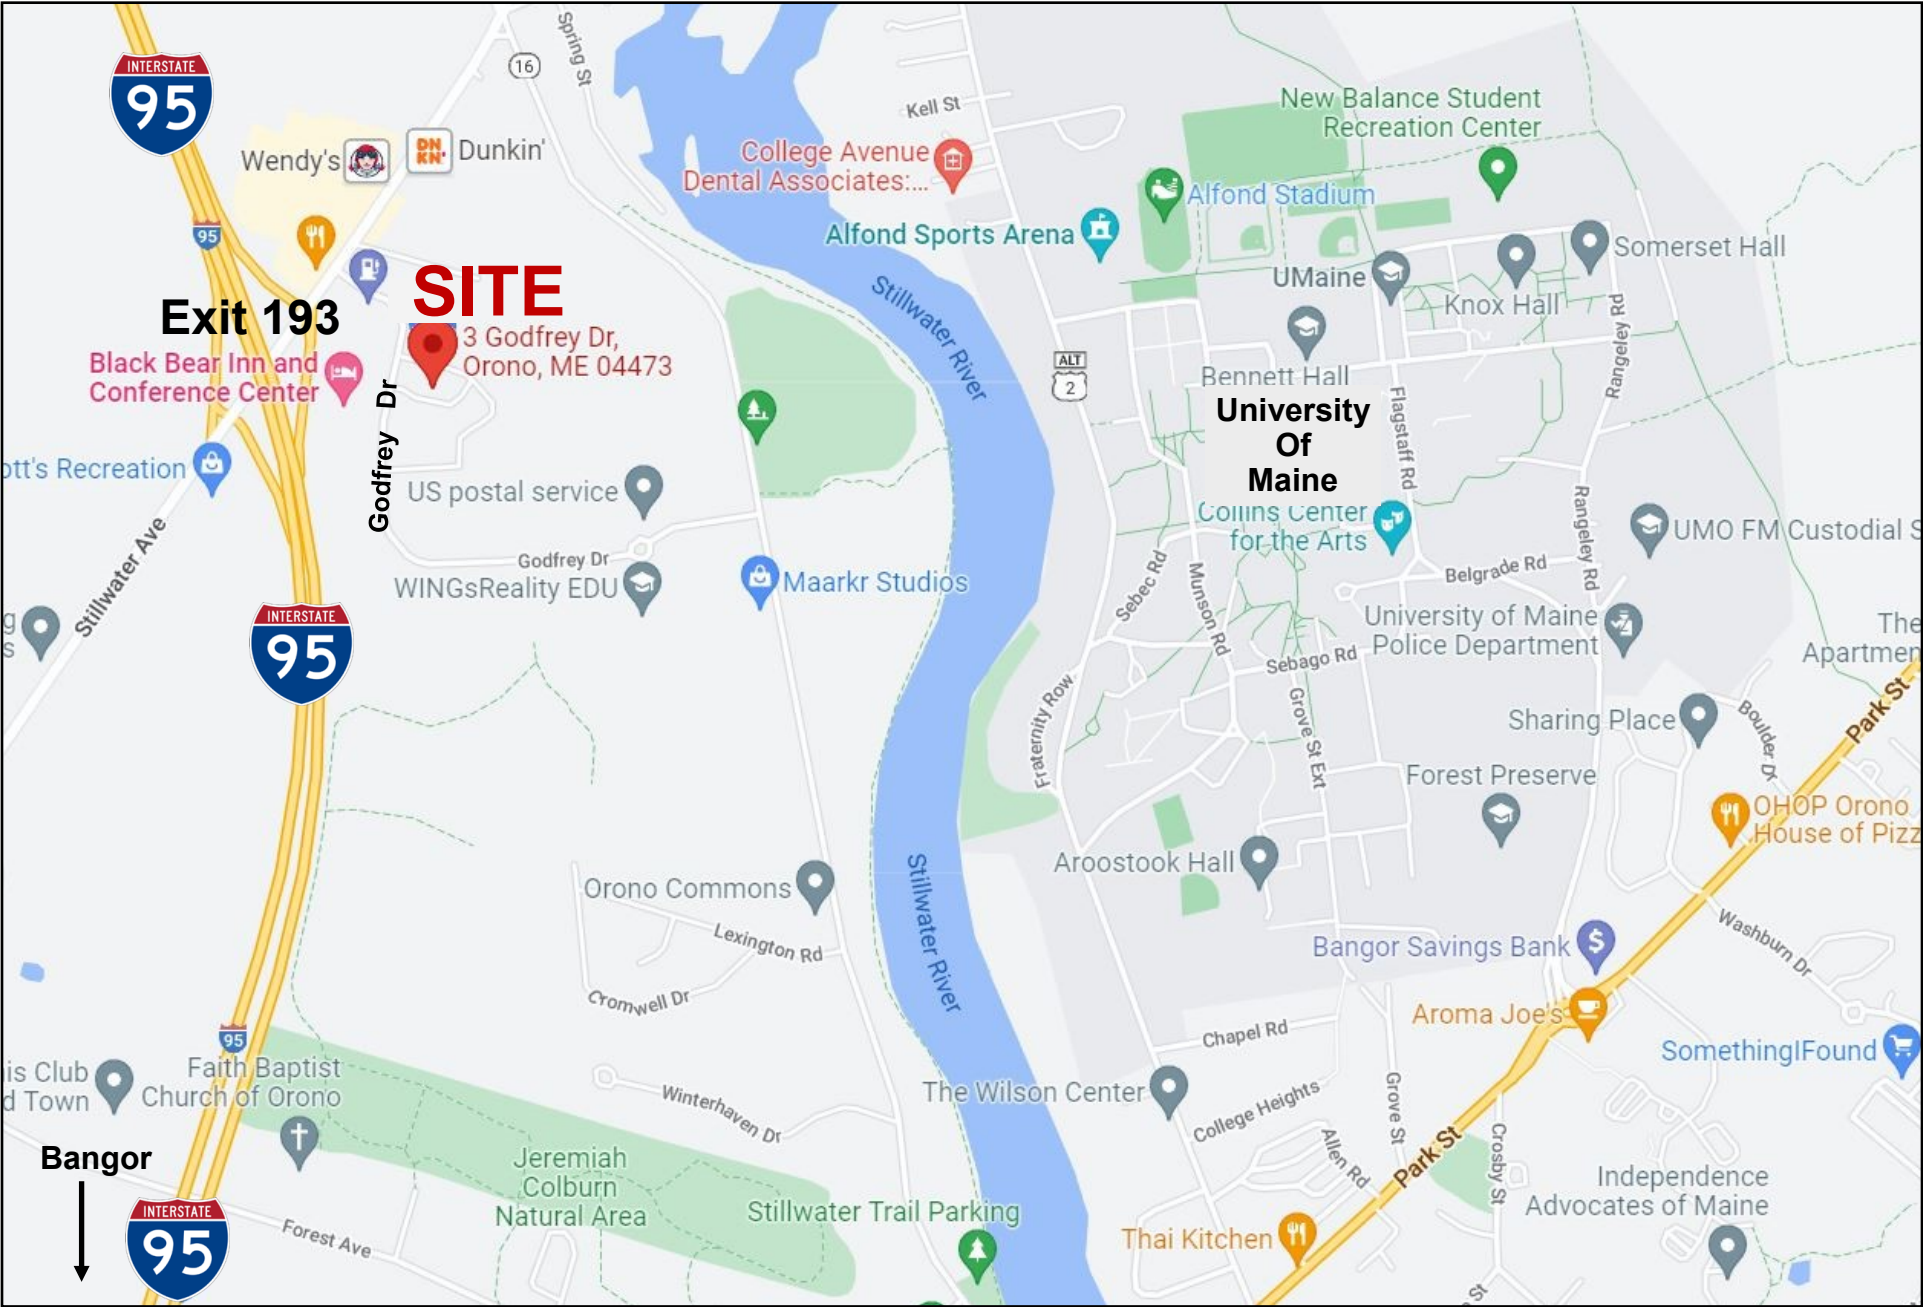 INTERSTATE
95
16
Spring St
Kell St
New Balance Student
Recreation Center
Wendy's
DN
KN.
Dunkin'
College Avenue
Dental Associates:...
Alfond Stadium
95
Alfond Sports Arena
Somerset Hall
UMaine
Knox Hall
SITE
Exit 193
3 Godfrey Dr,
Orono, ME 04473
Stillwater River
Rangeley Rd
Black Bear Inn and
Conference Center
ALT
2
Bennett Hall
University
Of
Maine
Flagstaff Rd
Godfrey Dr
ott's Recreation
US postal service
Collins Center
for the Arts
Rangeley Rd
UMO FM Custodial S
Stillwater Ave
Godfrey Dr
WINGsReality EDU
Maarkr Studios
Sebec Rd
Munson Rd
Belgrade Rd
INTERSTATE
95
g
s
University of Maine
Police Department
The
Apartmen
Sebago Rd
Fraternity Row
Grove St Ext
Sharing Place
Boulder Dr
Park St
Forest Preserve
OHOP Orono
House of Pizz
Aroostook Hall
Orono Commons
Stillwater River
Lexington Rd
Bangor Savings Bank
Washburn Dr
Cromwell Dr
Aroma Joe's
95
Chapel Rd
SomethingIFound
is Club
d Town
Faith Baptist
Church of Orono
The Wilson Center
Winterhaven Dr
College Heights
Grove St
Allen Rd
Park St
Crosby St
Bangor
Jeremiah
Colburn
Natural Area
Independence
Advocates of Maine
INTERSTATE
95
Forest Ave
Stillwater Trail Parking
Thai Kitchen
St